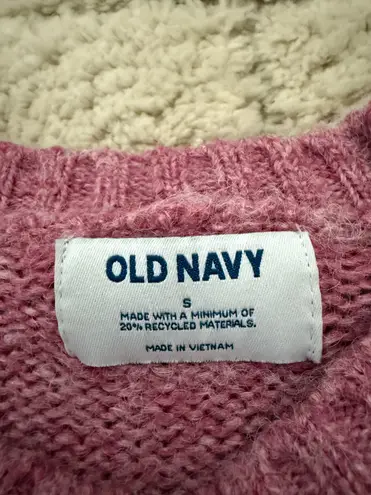 OLD NAVY
S
MADE WITH A MINIMUM OF
20% RECYCLED MATERIALS.
MADE IN VIETNAM